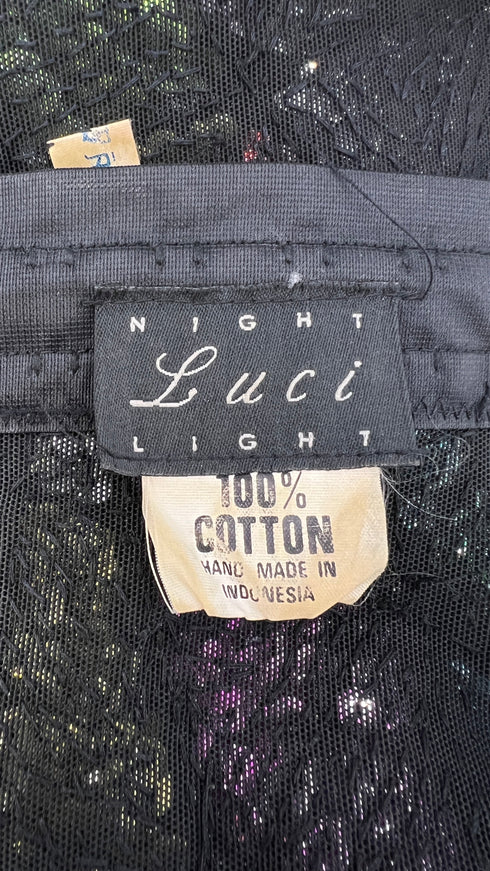 NIGHT
Luci
LIGHT
100%
COTTON
HAND MADE IN
INDONESIA